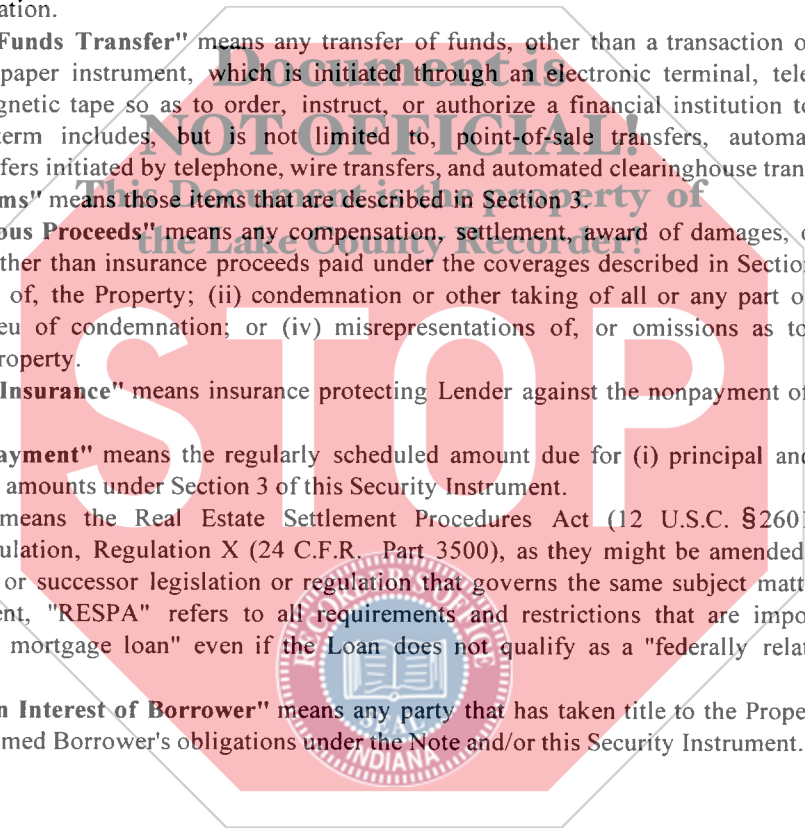 ation.
Funds Transfer" means any transfer of funds, other than a transaction o
paper instrument, which is initiated through an electronic terminal, tele
gnetic tape so as to order, instruct, or authorize a financial institution to
term includes, but is not limited to, point-of-sale transfers, automa
fers initiated by telephone, wire transfers, and automated clearinghouse tran
ms" means those items that are described in Section 3.
ous Proceeds" means any compensation, settlement, award of damages, o
ther than insurance proceeds paid under the coverages described in Section
of, the Property; (ii) condemnation or other taking of all or any part o
eu of condemnation; or (iv) misrepresentations of, or omissions as to
roperty.
Insurance" means insurance protecting Lender against the nonpayment of
ayment" means the regularly scheduled amount due for (i) principal and
amounts under Section 3 of this Security Instrument.
means the Real Estate Settlement Procedures Act (12 U.S.C. §2601
ulation, Regulation X (24 C.F.R. Part 3500), as they might be amended
or successor legislation or regulation that governs the same subject matt
ent, "RESPA" refers to all requirements and restrictions that are impo
mortgage loan" even if the Loan does not qualify as a "federally relat
n Interest of Borrower" means any party that has taken title to the Prope
med Borrower's obligations under the Note and/or this Security Instrument.
Document is
NOT OFFICIAL!
This Document is the property of
the Lake County Recorder!
STOP
RECORDER'S OFFICE
SEAL
INDIANA